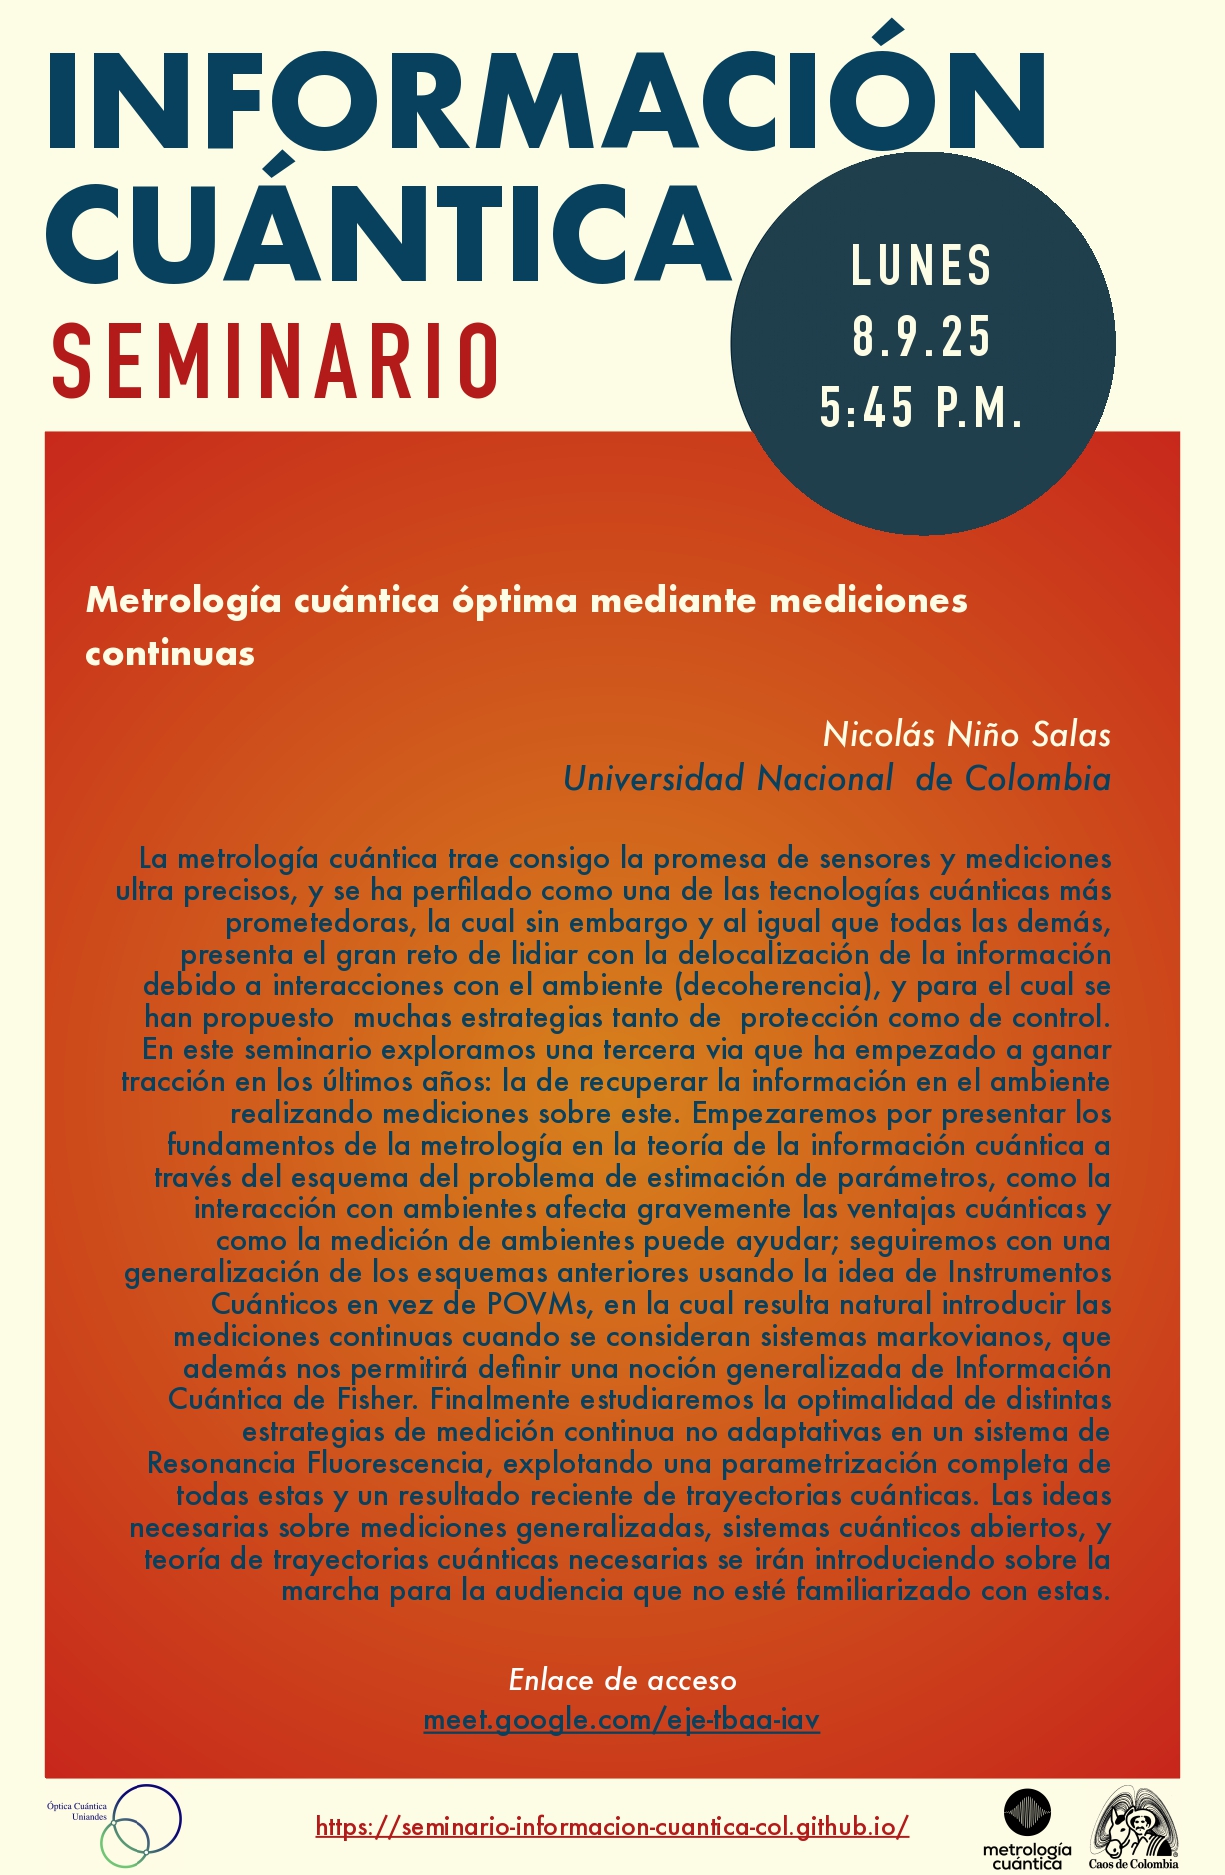 INFORMACIÓN
CUÁNTICA
SEMINARIO
LUNES
8.9.25
5:45 P.M.
Metrología cuántica óptima mediante mediciones
continuas
Nicolás Niño Salas
Universidad Nacional  de Colombia
La metrología cuántica trae consigo la promesa de sensores y mediciones
ultra precisos, y se ha perfilado como una de las tecnologías cuánticas más
prometedoras, la cual sin embargo y al igual que todas las demás,
presenta el gran reto de lidiar con la delocalización de la información
debido a interacciones con el ambiente (decoherencia), y para el cual se
han propuesto  muchas estrategias tanto de  protección como de control.
En este seminario exploramos una tercera via que ha empezado a ganar
tracción en los últimos años: la de recuperar la información en el ambiente
realizando mediciones sobre este. Empezaremos por presentar los
fundamentos de la metrología en la teoría de la información cuántica a
través del esquema del problema de estimación de parámetros, como la
interacción con ambientes afecta gravemente las ventajas cuánticas y
como la medición de ambientes puede ayudar; seguiremos con una
generalización de los esquemas anteriores usando la idea de Instrumentos
Cuánticos en vez de POVMs, en la cual resulta natural introducir las
mediciones continuas cuando se consideran sistemas markovianos, que
además nos permitirá definir una noción generalizada de Información
Cuántica de Fisher. Finalmente estudiaremos la optimalidad de distintas
estrategias de medición continua no adaptativas en un sistema de
Resonancia Fluorescencia, explotando una parametrización completa de
todas estas y un resultado reciente de trayectorias cuánticas. Las ideas
necesarias sobre mediciones generalizadas, sistemas cuánticos abiertos, y
teoría de trayectorias cuánticas necesarias se irán introduciendo sobre la
marcha para la audiencia que no esté familiarizado con estas.
Enlace de acceso
meet.google.com/eje-tbaa-iav
Óptica Cuántica
Uniandes
https://seminario-informacion-cuantica-col.github.io/
metrología
cuántica
Caos de Colombia